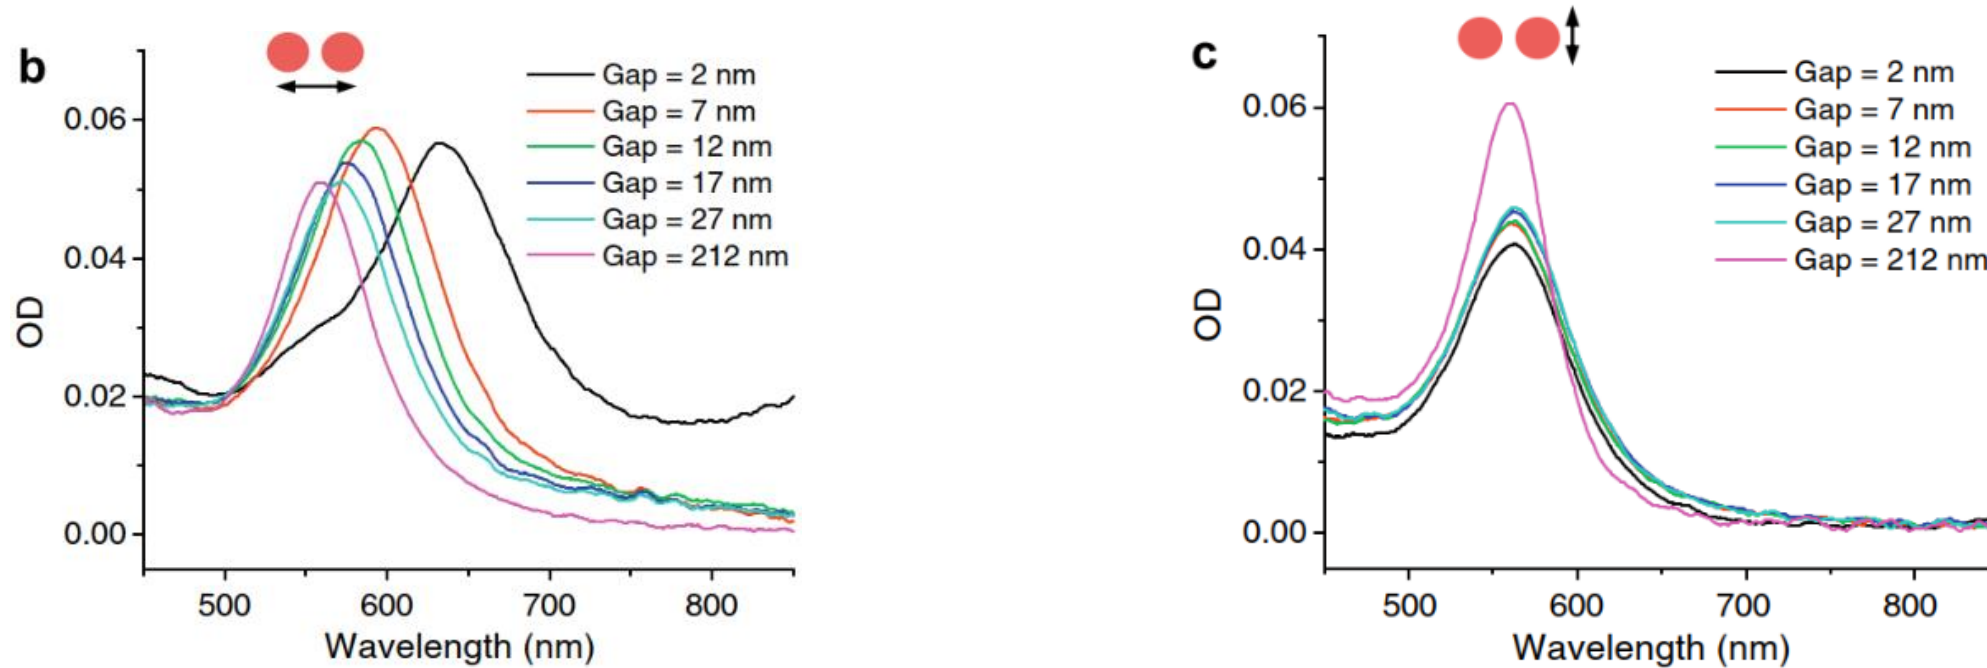 b
Gap = 2 nm
Gap = 7 nm
Gap = 12 nm
Gap = 17 nm
Gap = 27 nm
Gap = 212 nm
0.06
0.04
0.02
0.00
OD
500 600 700 800
Wavelength (nm)
c
Gap = 2 nm
Gap = 7 nm
Gap = 12 nm
Gap = 17 nm
Gap = 27 nm
Gap = 212 nm
0.06
0.04
0.02
0.00
OD
500 600 700 800
Wavelength (nm)